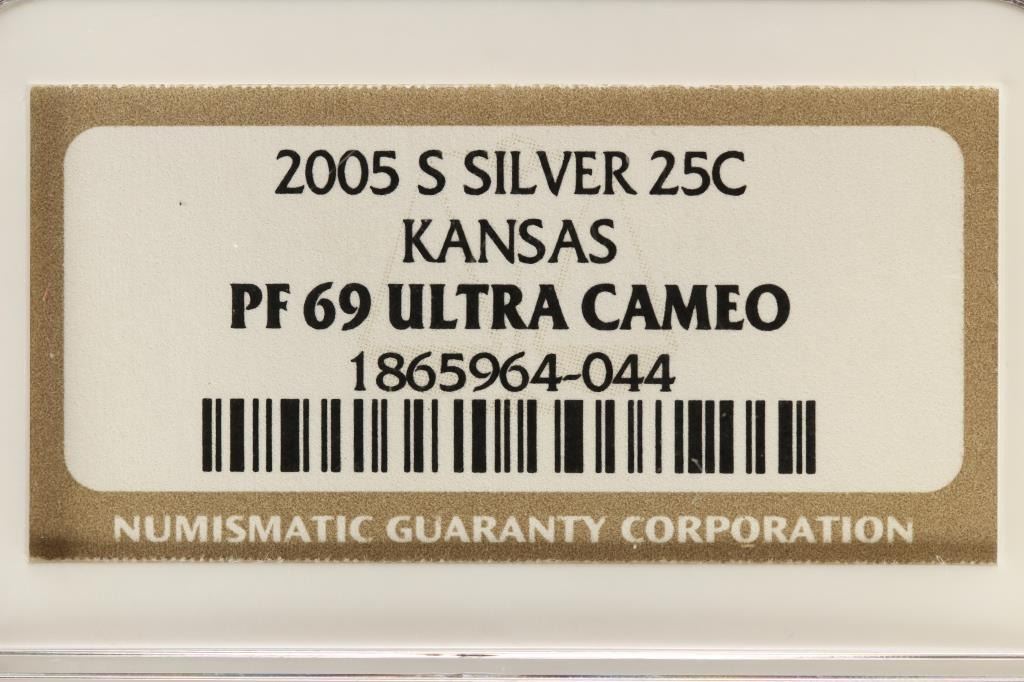 2005 S SILVER 25C
KANSAS
PF 69 ULTRA CAMEO
1865964-044
NUMISMATIC GUARANTY CORPORATION